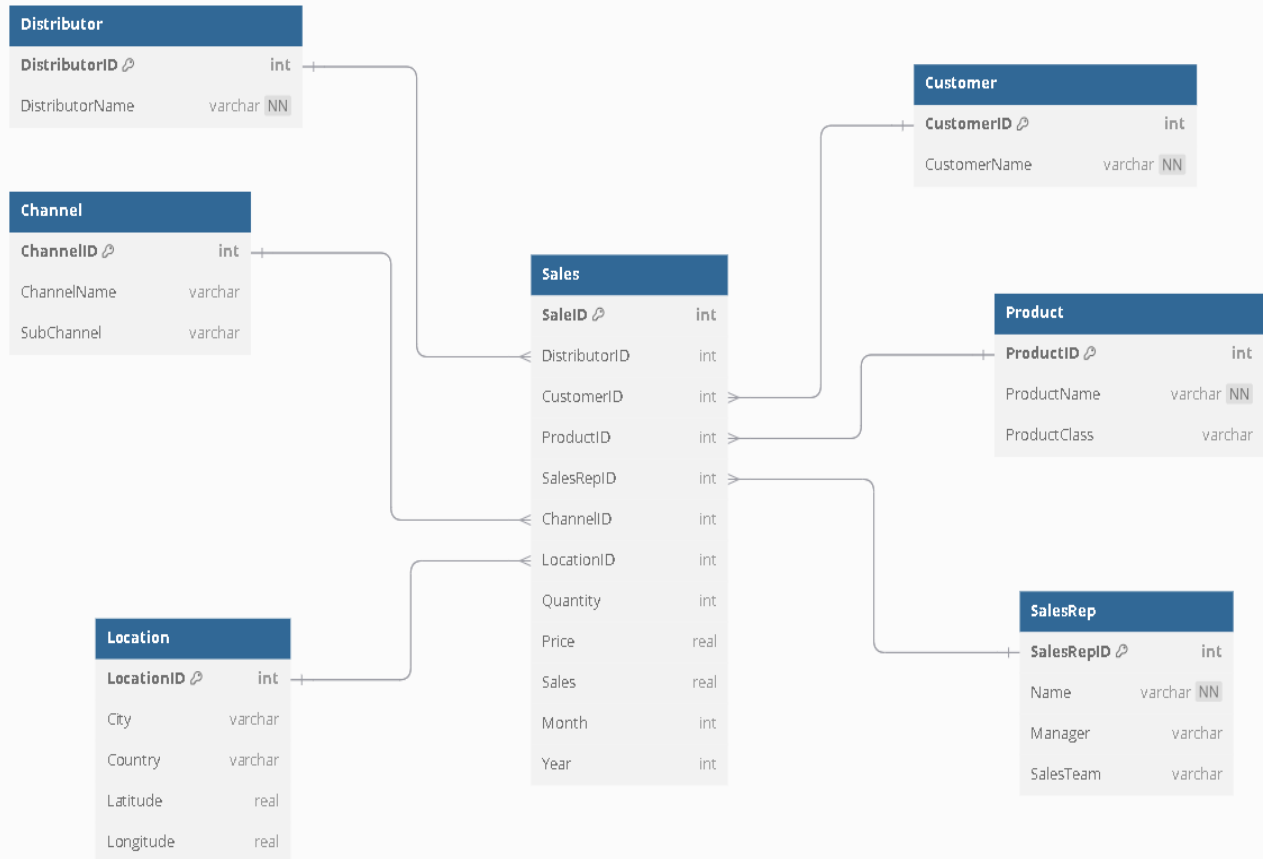 Distributor
DistributorID int
DistributorName varchar NN
Channel
ChannelID int
ChannelName varchar
SubChannel varchar
Location
LocationID int
City varchar
Country varchar
Latitude real
Longitude real
Sales
SaleID int
DistributorID int
CustomerID int
ProductID int
SalesRepID int
ChannelID int
LocationID int
Quantity int
Price real
Sales real
Month int
Year int
Customer
CustomerID int
CustomerName varchar NN
Product
ProductID int
ProductName varchar NN
ProductClass varchar
SalesRep
SalesRepID int
Name varchar NN
Manager varchar
SalesTeam varchar